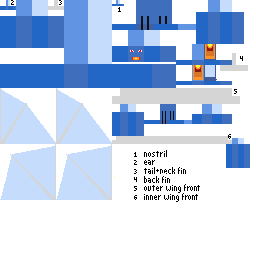 2
3
1
4
5
6
1 nostril
2 ear
3 tail+neck fin
4 back fin
5 outer wing front
6 inner wing front